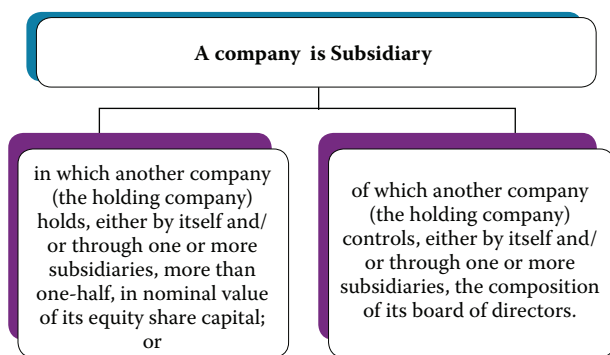 A company is Subsidiary
in which another company
(the holding company)
holds, either by itself and/
or through one or more
subsidiaries, more than
one-half, in nominal value
of its equity share capital;
or
of which another company
(the holding company)
controls, either by itself and/
or through one or more
subsidiaries, the composition
of its board of directors.